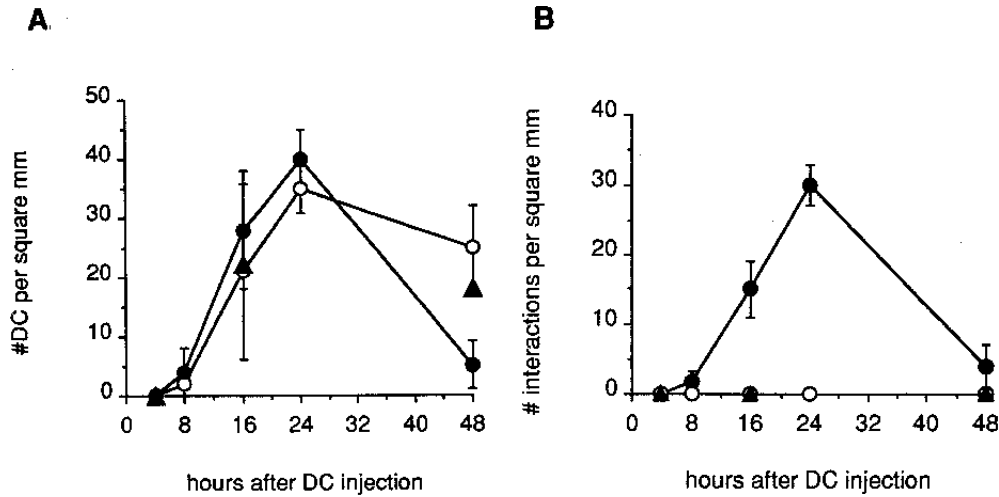 A
B
#DC per square mm
50
40
30
20
10
0
0 8 16 24 32 40 48
hours after DC injection
# interactions per square mm
40
30
20
10
0
0 8 16 24 32 40 48
hours after DC injection